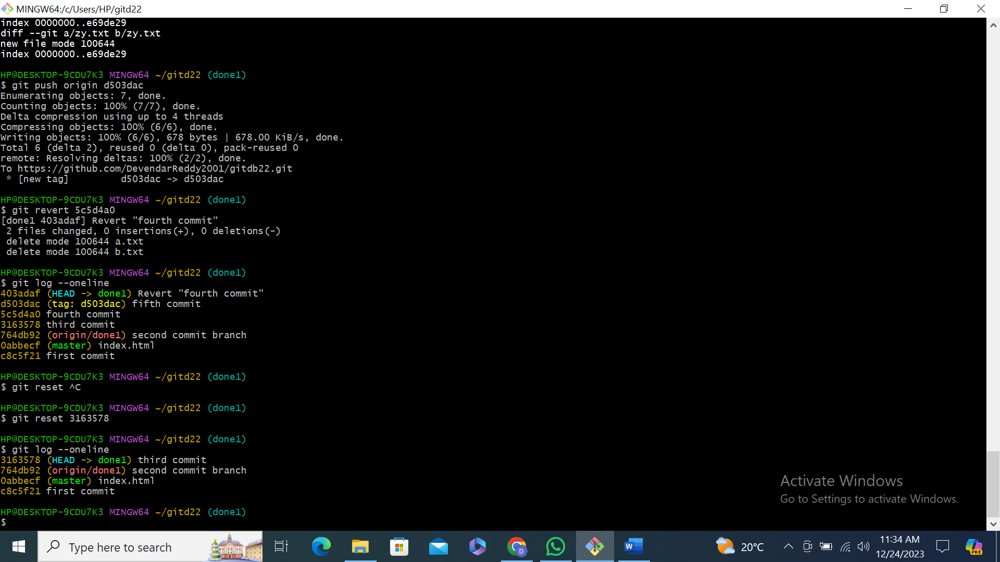 MINGW64:/c/Users/HP/gitd22
index 0000000..e69de29
diff --git a/zy.txt b/zy.txt
new file mode 100644
index 0000000..e69de29
HP@DESKTOP-9CDU7K3 MINGW64 ~/gitd22 (done1)
$ git push origin d503dac
Enumerating objects: 7, done.
Counting objects: 100% (7/7), done.
Delta compression using up to 4 threads
Compressing objects: 100% (6/6), done.
Writing objects: 100% (6/6), 678 bytes | 678.00 KiB/s, done.
Total 6 (delta 2), reused 0 (delta 0), pack-reused 0
remote: Resolving deltas: 100% (2/2), done.
To https://github.com/DevendarReddy2001/gitdb22.git
 * [new tag]         d503dac -> d503dac
HP@DESKTOP-9CDU7K3 MINGW64 ~/gitd22 (done1)
$ git revert 5c5d4a0
[done1 403adaf] Revert "fourth commit"
 2 files changed, 0 insertions(+), 0 deletions(-)
 delete mode 100644 a.txt
 delete mode 100644 b.txt
HP@DESKTOP-9CDU7K3 MINGW64 ~/gitd22 (done1)
$ git log --oneline
403adaf (HEAD -> done1) Revert "fourth commit"
d503dac (tag: d503dac) fifth commit
5c5d4a0 fourth commit
3163578 third commit
764db92 (origin/done1) second commit branch
0abbecf (master) index.html
c8c5f21 first commit
HP@DESKTOP-9CDU7K3 MINGW64 ~/gitd22 (done1)
$ git reset ^C
HP@DESKTOP-9CDU7K3 MINGW64 ~/gitd22 (done1)
$ git reset 3163578
HP@DESKTOP-9CDU7K3 MINGW64 ~/gitd22 (done1)
$ git log --oneline
3163578 (HEAD -> done1) third commit
764db92 (origin/done1) second commit branch
0abbecf (master) index.html
c8c5f21 first commit
HP@DESKTOP-9CDU7K3 MINGW64 ~/gitd22 (done1)
$
Activate Windows
Go to Settings to activate Windows.
Type here to search
D
W
20°C
11:34 AM
12/24/2023
PRE